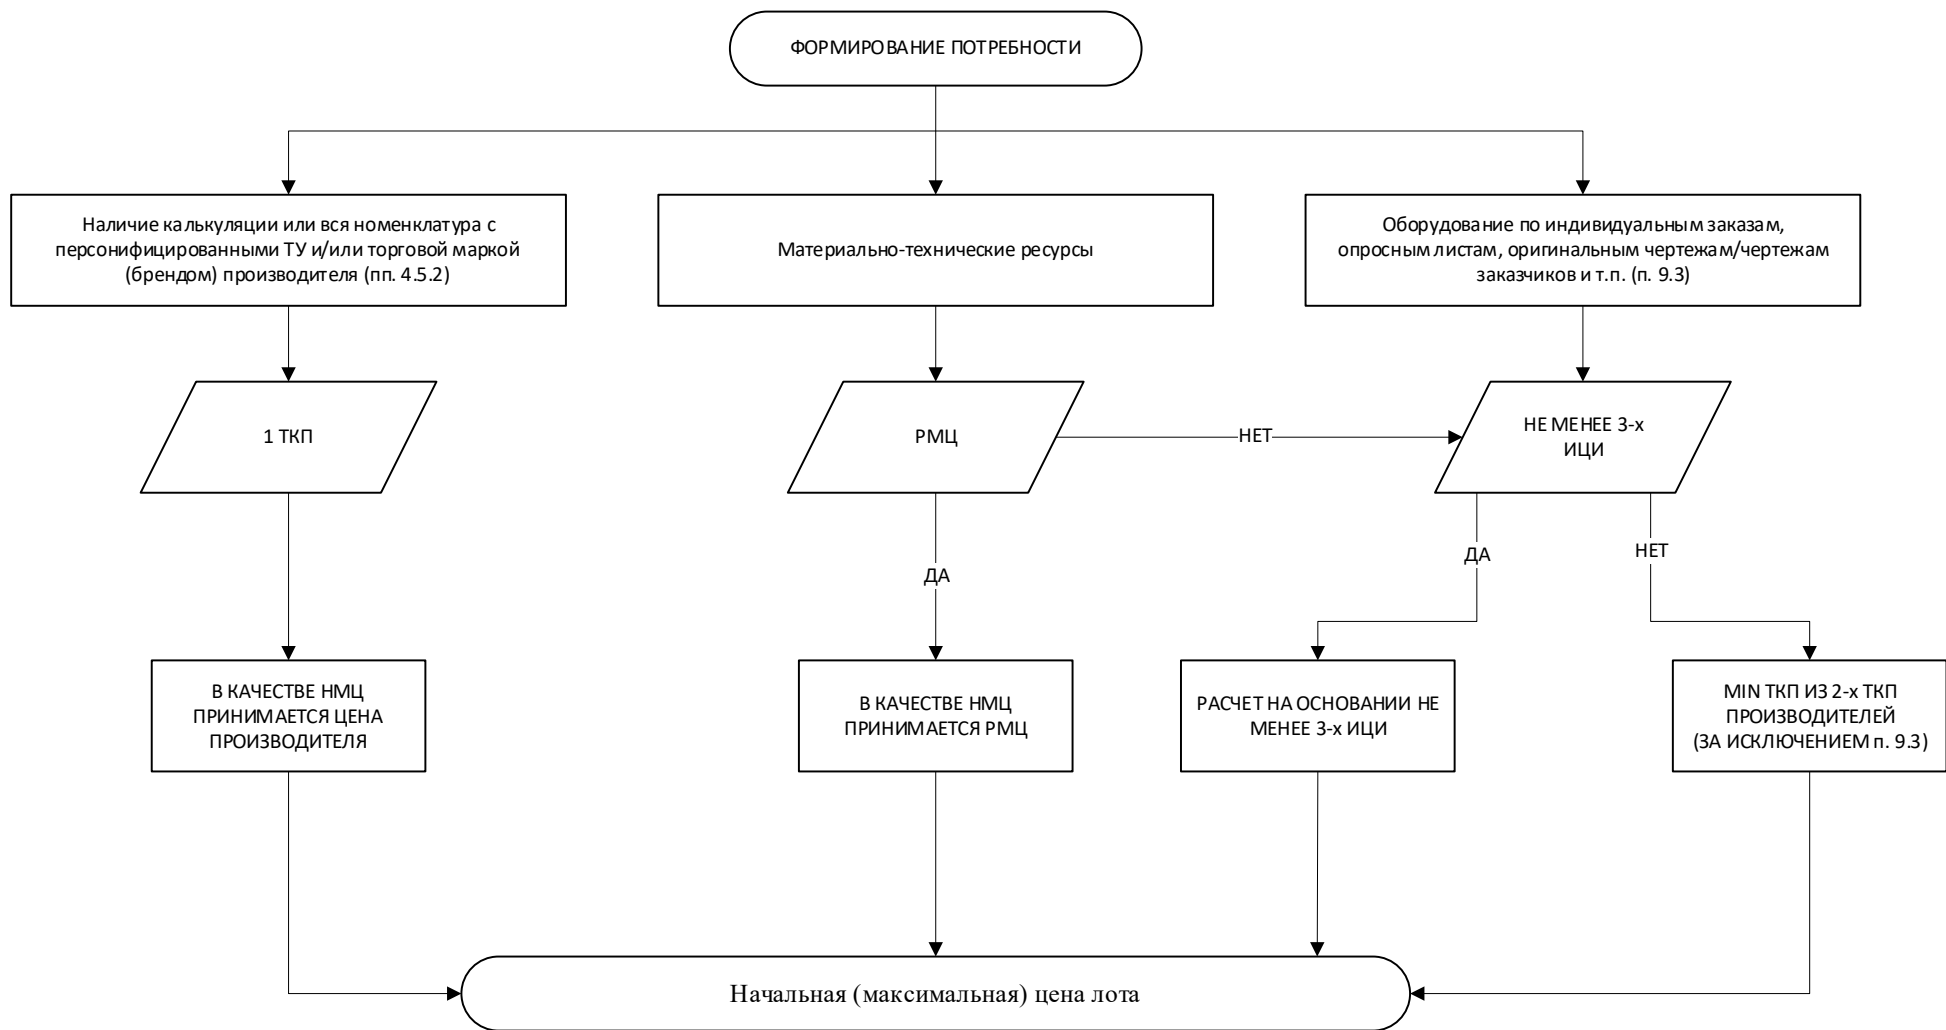 ФОРМИРОВАНИЕ ПОТРЕБНОСТИ
Наличие калькуляции или вся номенклатура с
персонифицированными ТУ и/или торговой маркой
(брендом) производителя (пп. 4.5.2)
Материально-технические ресурсы
Оборудование по индивидуальным заказам,
опросным листам, оригинальным чертежам/чертежам
заказчиков и т.п. (п. 9.3)
1 ТКП
РМЦ
НЕТ
НЕ МЕНЕЕ 3-х
ИЦИ
ДА
ДА
НЕТ
В КАЧЕСТВЕ НМЦ
ПРИНИМАЕТСЯ ЦЕНА
ПРОИЗВОДИТЕЛЯ
В КАЧЕСТВЕ НМЦ
ПРИНИМАЕТСЯ РМЦ
РАСЧЕТ НА ОСНОВАНИИ НЕ
МЕНЕЕ 3-х ИЦИ
MIN ТКП ИЗ 2-х ТКП
ПРОИЗВОДИТЕЛЕЙ
(ЗА ИСКЛЮЧЕНИЕМ п. 9.3)
Начальная (максимальная) цена лота